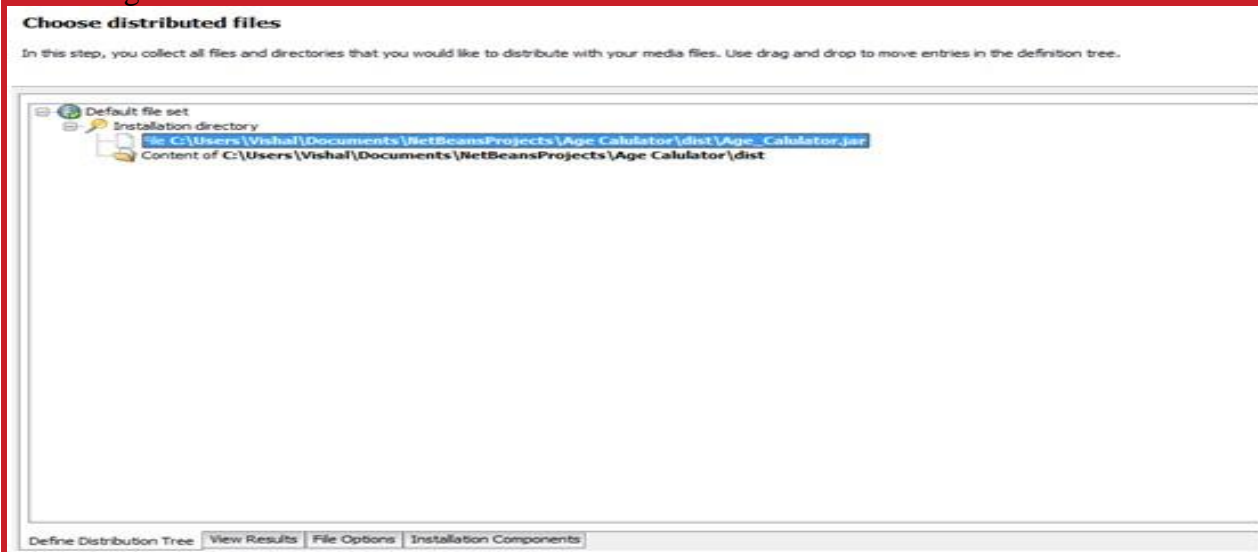 Choose distributed files
In this step, you collect all files and directories that you would like to distribute with your media files. Use drag and drop to move entries in the definition tree.
Default file set
Installation directory
File C:\Users\Vishal\Documents\NetBeansProjects\Age Calulator\dist\Age_Calulator.jar
Content of C:\Users\Vishal\Documents\NetBeansProjects\Age Calulator\dist
Define Distribution Tree View Results File Options Installation Components